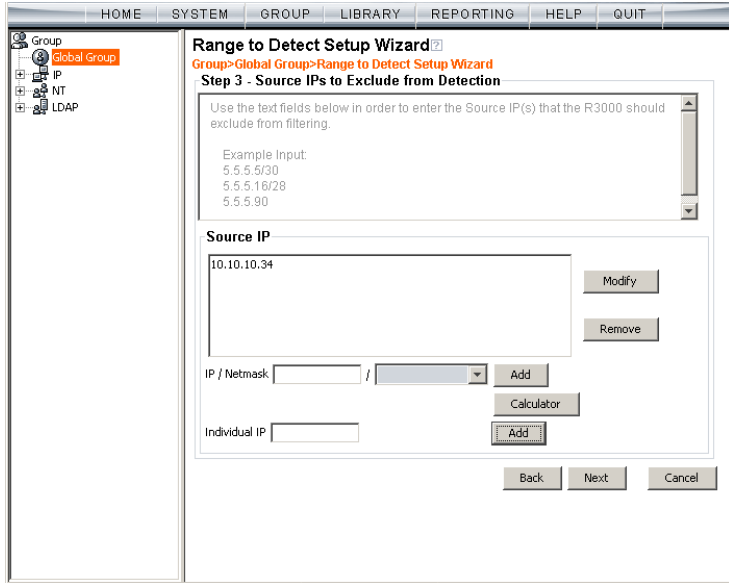 HOME SYSTEM GROUP LIBRARY REPORTING HELP QUIT
Group
Global Group
IP
NT
LDAP
Range to Detect Setup Wizard?
Group>Global Group>Range to Detect Setup Wizard
Step 3 - Source IPs to Exclude from Detection
Use the text fields below in order to enter the Source IP(s) that the R3000 should
exclude from filtering.
Example Input:
5.5.5.5/30
5.5.5.16/28
5.5.5.90
Source IP
10.10.10.34
Modify
Remove
IP / Netmask / Add
Calculator
Individual IP Add
Back Next Cancel